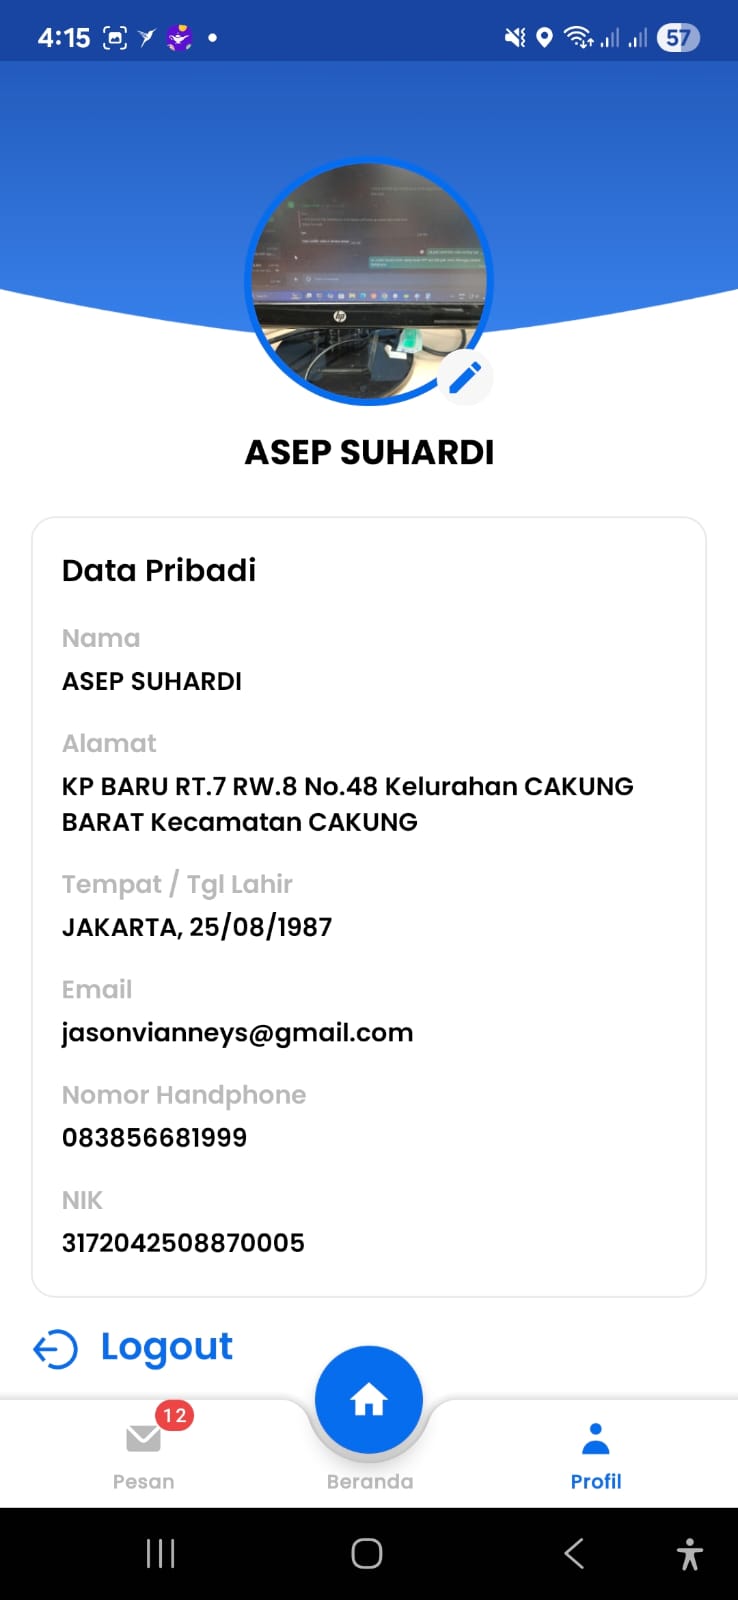 4:15
57
hp
ASEP SUHARDI
Data Pribadi
Nama
ASEP SUHARDI
Alamat
KP BARU RT.7 RW.8 No.48 Kelurahan CAKUNG
BARAT Kecamatan CAKUNG
Tempat / Tgl Lahir
JAKARTA, 25/08/1987
Email
jasonvianneys@gmail.com
Nomor Handphone
083856681999
NIK
3172042508870005
Logout
12
Pesan
Beranda
Profil